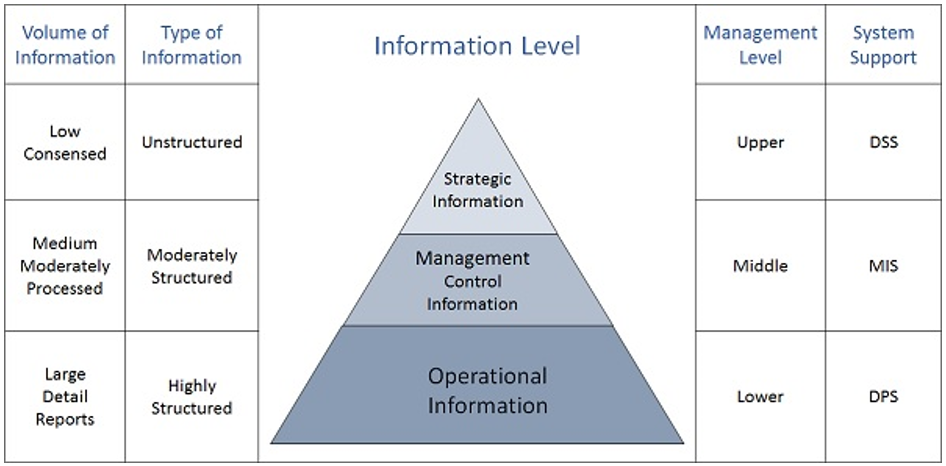 Volume of
Information
Type of
Information
Information Level
Management
Level
System
Support
Low
Consensed
Unstructured
Strategic
Information
Upper
DSS
Medium
Moderately
Processed
Moderately
Structured
Management
Control
Information
Middle
MIS
Large
Detail
Reports
Highly
Structured
Operational
Information
Lower
DPS